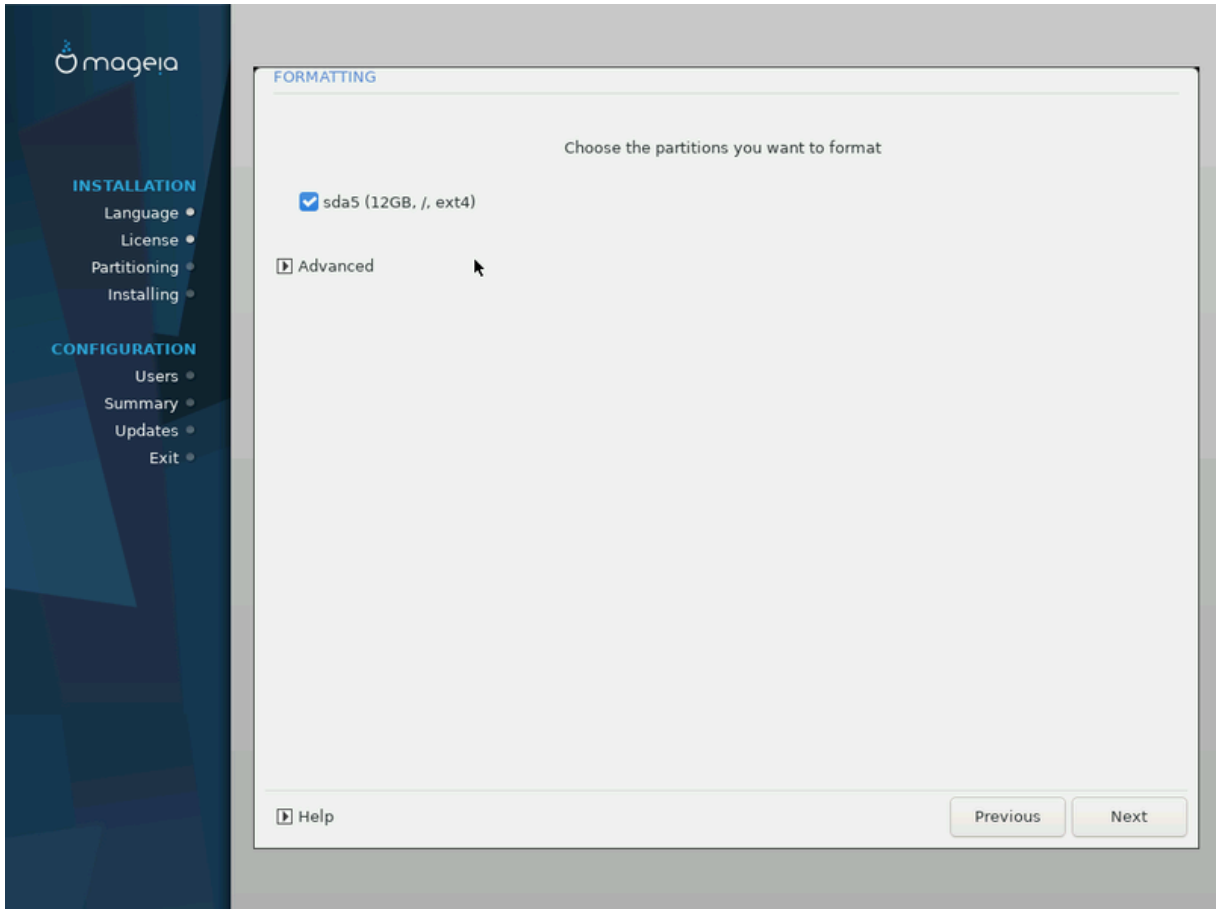 mageia
INSTALLATION
Language
License
Partitioning
Installing
CONFIGURATION
Users
Summary
Updates
Exit
FORMATTING
Choose the partitions you want to format
sda5 (12GB, /, ext4)
Advanced
Help
Previous
Next